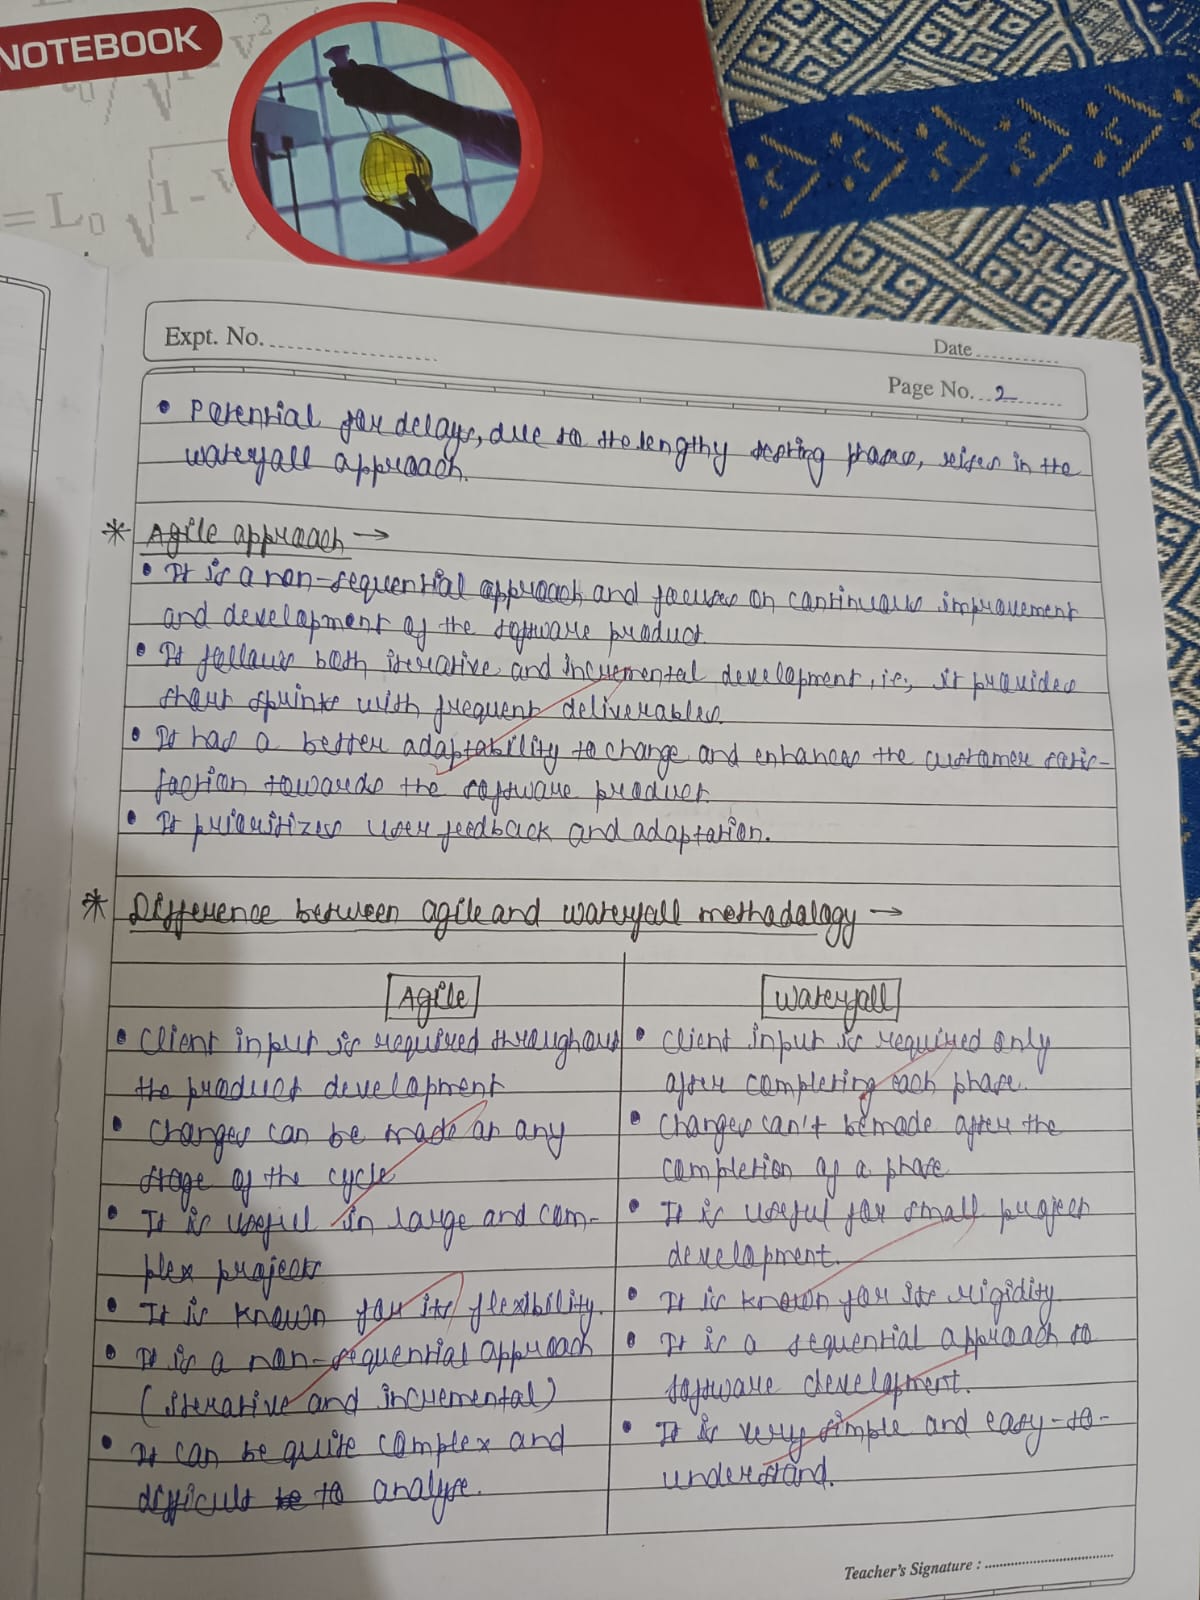 NOTEBOOK
= L₀ √1 - v
Expt. No.
Date
Page No. 2
• Potential for delays, due to the lengthy testing phase, rises in the
waterfall approach.
* Agile approach →
• It is a non-sequential approach and focuses on continuous improvement
and development of the software product.
• It follows both iterative and incremental development, i.e., it provides
short sprints with frequent deliverables.
• It has a better adaptability to change and enhances the customer satis-
faction towards the software product.
• It prioritizes user feedback and adaptation.
* Difference between agile and waterfall methodology →
Agile
• Client input is required throughout
the product development
• Changes can be made at any
stage of the cycle
• It is useful in large and com-
plex projects
• It is known for its flexibility.
• It is a non-sequential approach
(iterative and incremental)
• It can be quite complex and
difficult to analyse.
Waterfall
• Client input is required only
after completing each phase.
• Changes can't be made after the
completion of a phase
• It is useful for small project
development.
• It is known for its rigidity
• It is a sequential approach to
software development.
• It is very simple and easy-to-
understand.
Teacher's Signature :